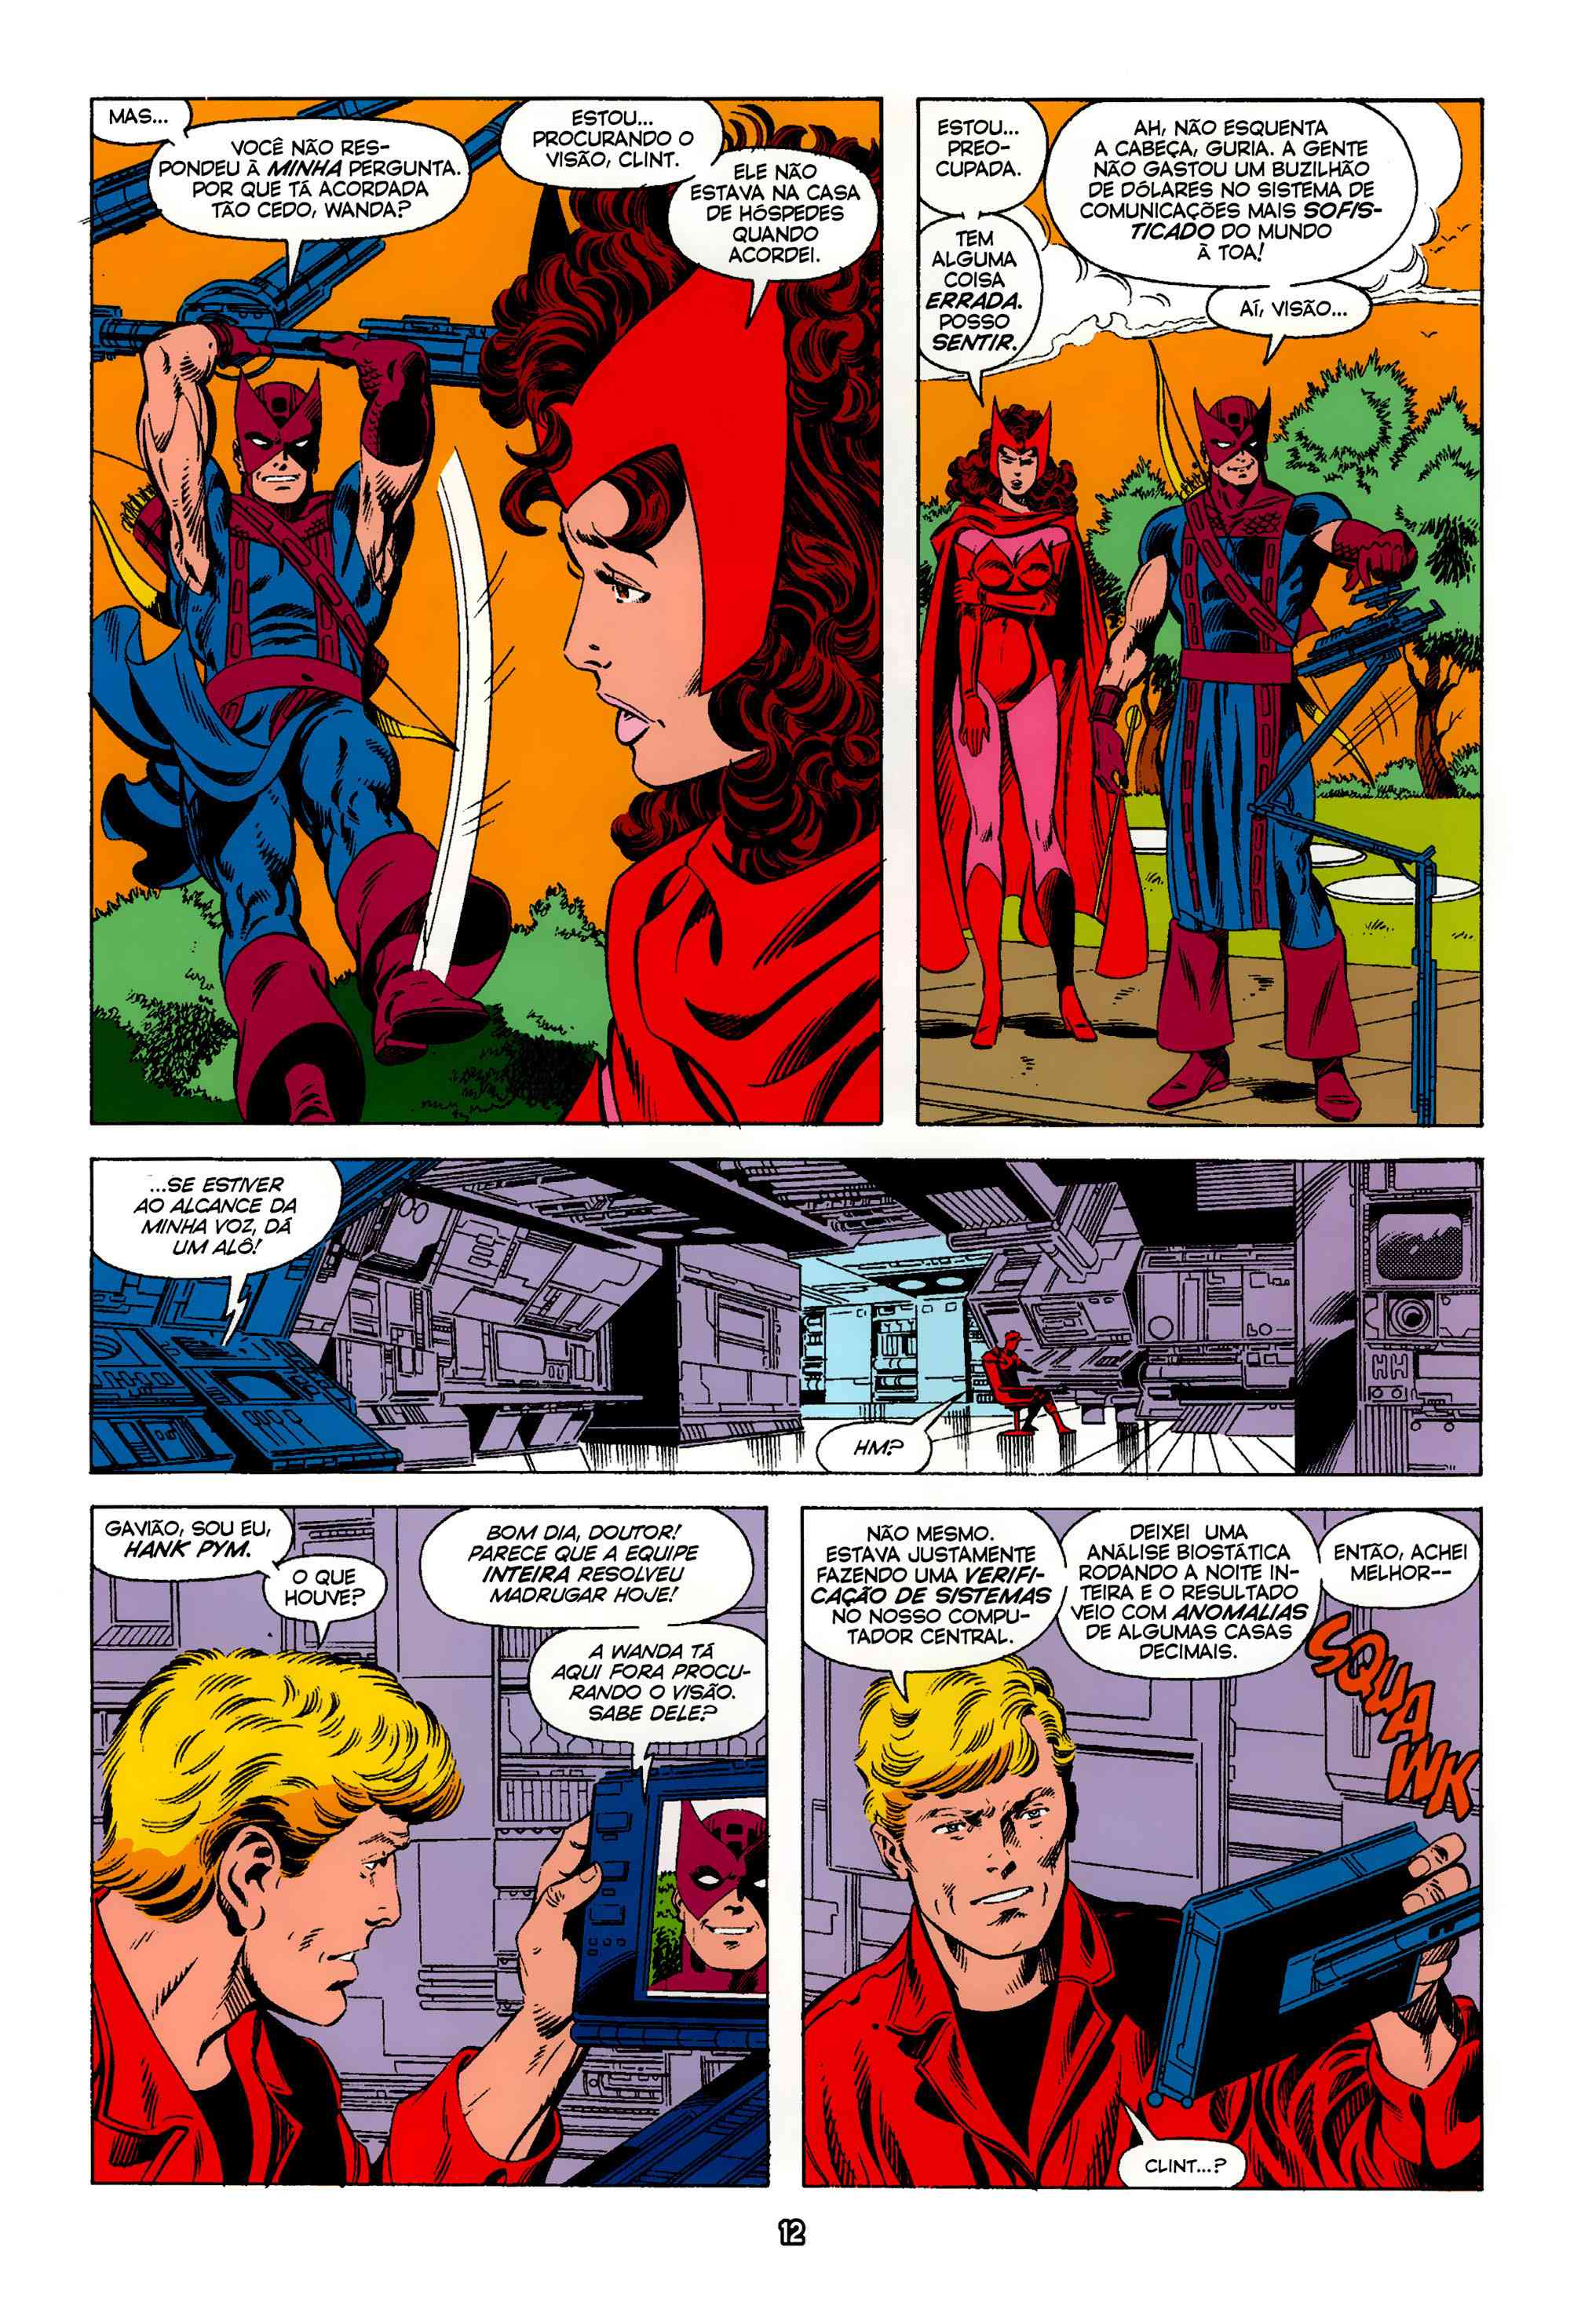 MAS...
VOCÊ NÃO RES-
PONDEU À MINHA PERGUNTA.
POR QUE TÁ ACORDADA
TÃO CEDO, WANDA?
ESTOU...
PROCURANDO O
VISÃO, CLINT.
ELE NÃO
ESTAVA NA CASA
DE HÓSPEDES
QUANDO
ACORDEI.
ESTOU...
PREO-
CUPADA.
TEM
ALGUMA
COISA
ERRADA.
POSSO
SENTIR.
AH, NÃO ESQUENTA
A CABEÇA, GURIA. A GENTE
NÃO GASTOU UM BUZILHÃO
DE DÓLARES NO SISTEMA DE
COMUNICAÇÕES MAIS SOFIS-
TICADO DO MUNDO
À TOA!
AÍ, VISÃO...
...SE ESTIVER
AO ALCANCE DA
MINHA VOZ, DÁ
UM ALÔ!
HM?
GAVIÃO, SOU EU,
HANK PYM.
O QUE
HOUVE?
BOM DIA, DOUTOR!
PARECE QUE A EQUIPE
INTEIRA RESOLVEU
MADRUGAR HOJE!
A WANDA TÁ
AQUI FORA PROCU-
RANDO O VISÃO.
SABE DELE?
NÃO MESMO.
ESTAVA JUSTAMENTE
FAZENDO UMA VERIFI-
CAÇÃO DE SISTEMAS
NO NOSSO COMPU-
TADOR CENTRAL.
DEIXEI UMA
ANÁLISE BIOSTÁTICA
RODANDO A NOITE IN-
TEIRA E O RESULTADO
VEIO COM ANOMALIAS
DE ALGUMAS CASAS
DECIMAIS.
ENTÃO, ACHEI
MELHOR--
SQUAWK
CLINT...?
12